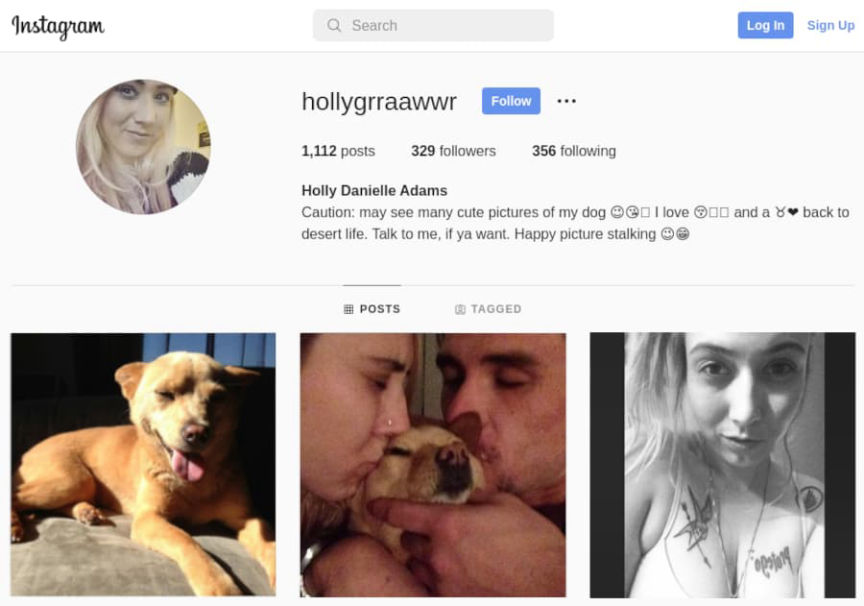 Instagram
Search
Log In
Sign Up
hollygrraawwr
Follow
1,112 posts
329 followers
356 following
Holly Danielle Adams
Caution: may see many cute pictures of my dog 😉😘 I love 😚 and a ♉❤ back to
desert life. Talk to me, if ya want. Happy picture stalking 😉😁
POSTS
TAGGED